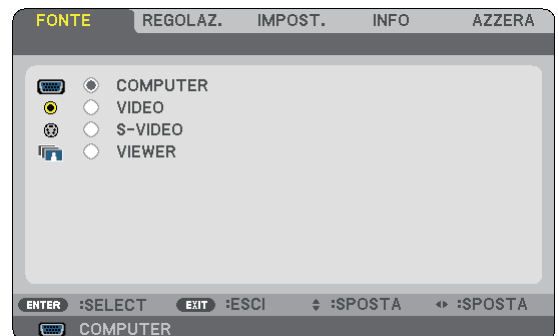 FONTE REGOLAZ. IMPOST. INFO AZZERA
COMPUTER
VIDEO
S-VIDEO
VIEWER
ENTER :SELECT EXIT :ESCI :SPOSTA :SPOSTA
COMPUTER